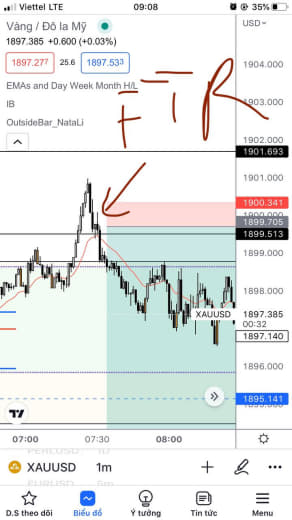 Viettel LTE 09:08 35%
Vàng / Đô la Mỹ
USD
1897.385 +0.600 (+0.03%)
1897.277 25.6 1897.533
EMAs and Day Week Month H/L
IB
OutsideBar_NataLi
FTR
1904.000
1903.000
1902.000
1901.693
1901.000
1900.341
1900.000
1899.705
1899.513
1899.000
1898.000
XAUUSD
1897.385
00:32
1897.140
1896.000
1895.141
07:00 07:30 08:00
XAUUSD 1m
D.S theo dõi Biểu đồ Ý tưởng Tin tức Menu